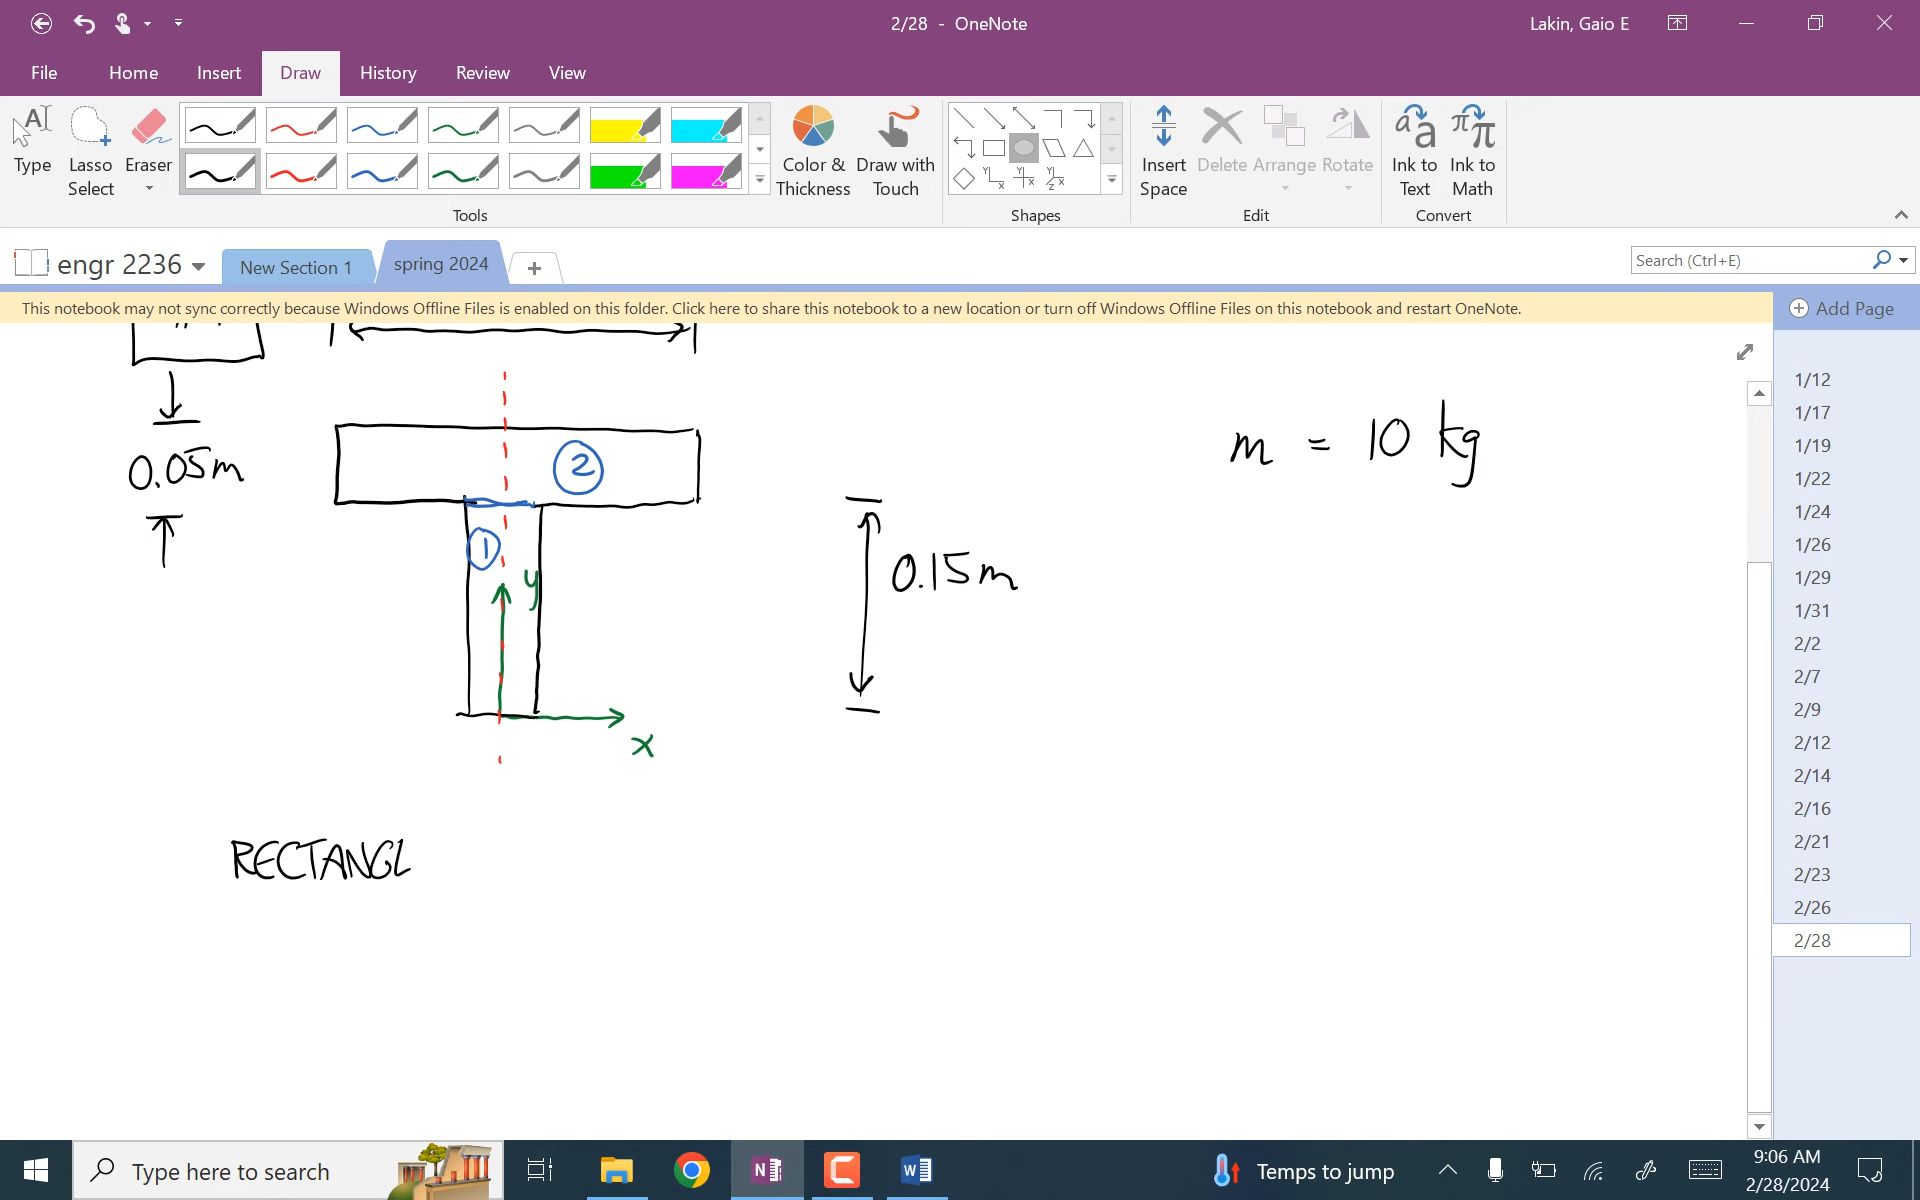 2/28 - OneNote
Lakin, Gaio E
File
Home
Insert
Draw
History
Review
View
Type
Lasso
Select
Eraser
Color &
Thickness
Draw with
Touch
Insert
Space
Delete
Arrange
Rotate
Ink to
Text
Ink to
Math
Tools
Shapes
Edit
Convert
engr 2236
New Section 1
spring 2024
Search (Ctrl+E)
This notebook may not sync correctly because Windows Offline Files is enabled on this folder. Click here to share this notebook to a new location or turn off Windows Offline Files on this notebook and restart OneNote.
Add Page
1/12
1/17
1/19
1/22
1/24
1/26
1/29
1/31
2/2
2/7
2/9
2/12
2/14
2/16
2/21
2/23
2/26
2/28
0.05m
2
1
y
x
0.15m
m = 10 kg
RECTANGL
Type here to search
Temps to jump
9:06 AM
2/28/2024